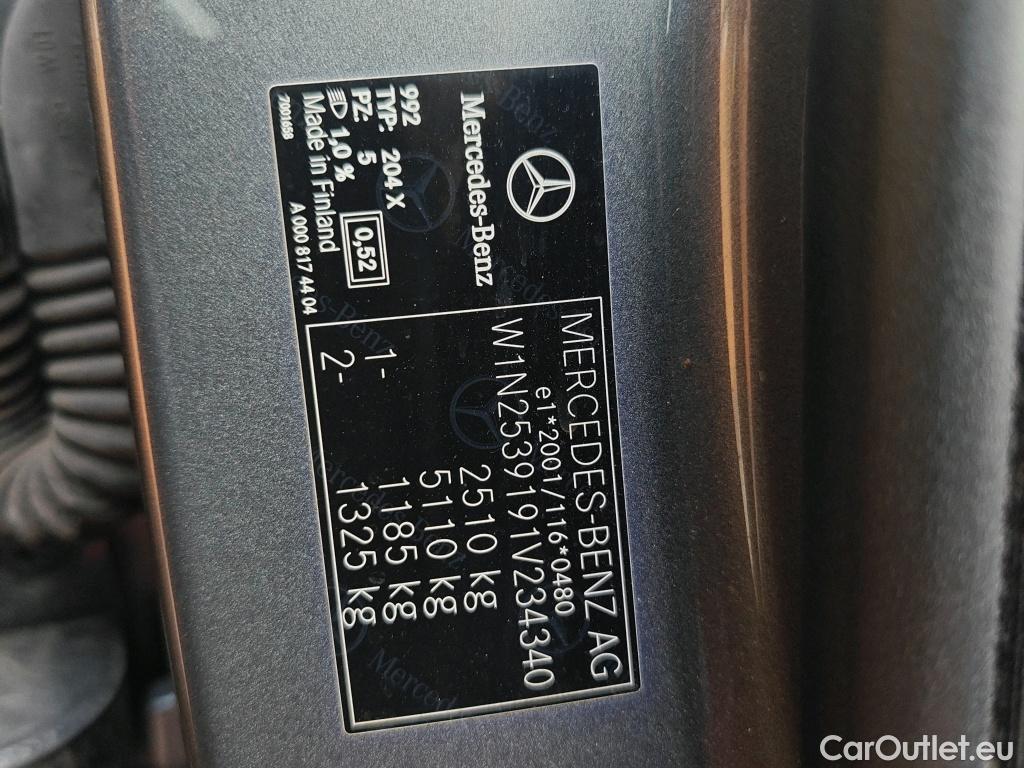 Mercedes-Benz
992
TYP: 204 X
PZ: 5
1,0 %
0,52
Made in Finland
2001658
A 000 817 44 04
MERCEDES-BENZ AG
e1*2001/116*0480
W1N2539191V234340
2510 kg
5110 kg
1- 1185 kg
2- 1325 kg
CarOutlet.eu